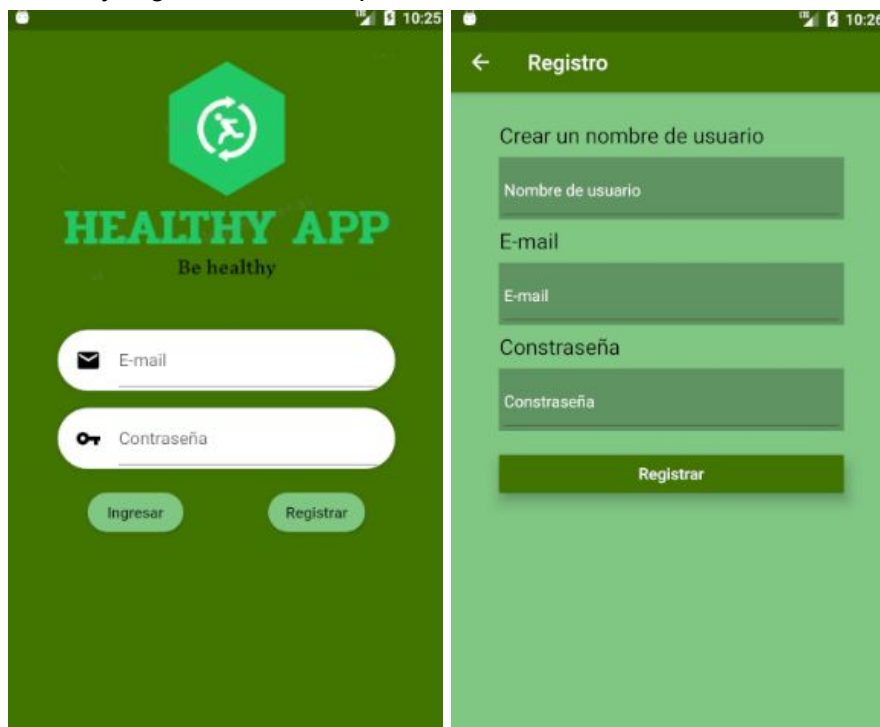 10:25
HEALTHY APP
Be healthy
E-mail
Contraseña
Ingresar
Registrar
10:26
Registro
Crear un nombre de usuario
Nombre de usuario
E-mail
E-mail
Constraseña
Constraseña
Registrar